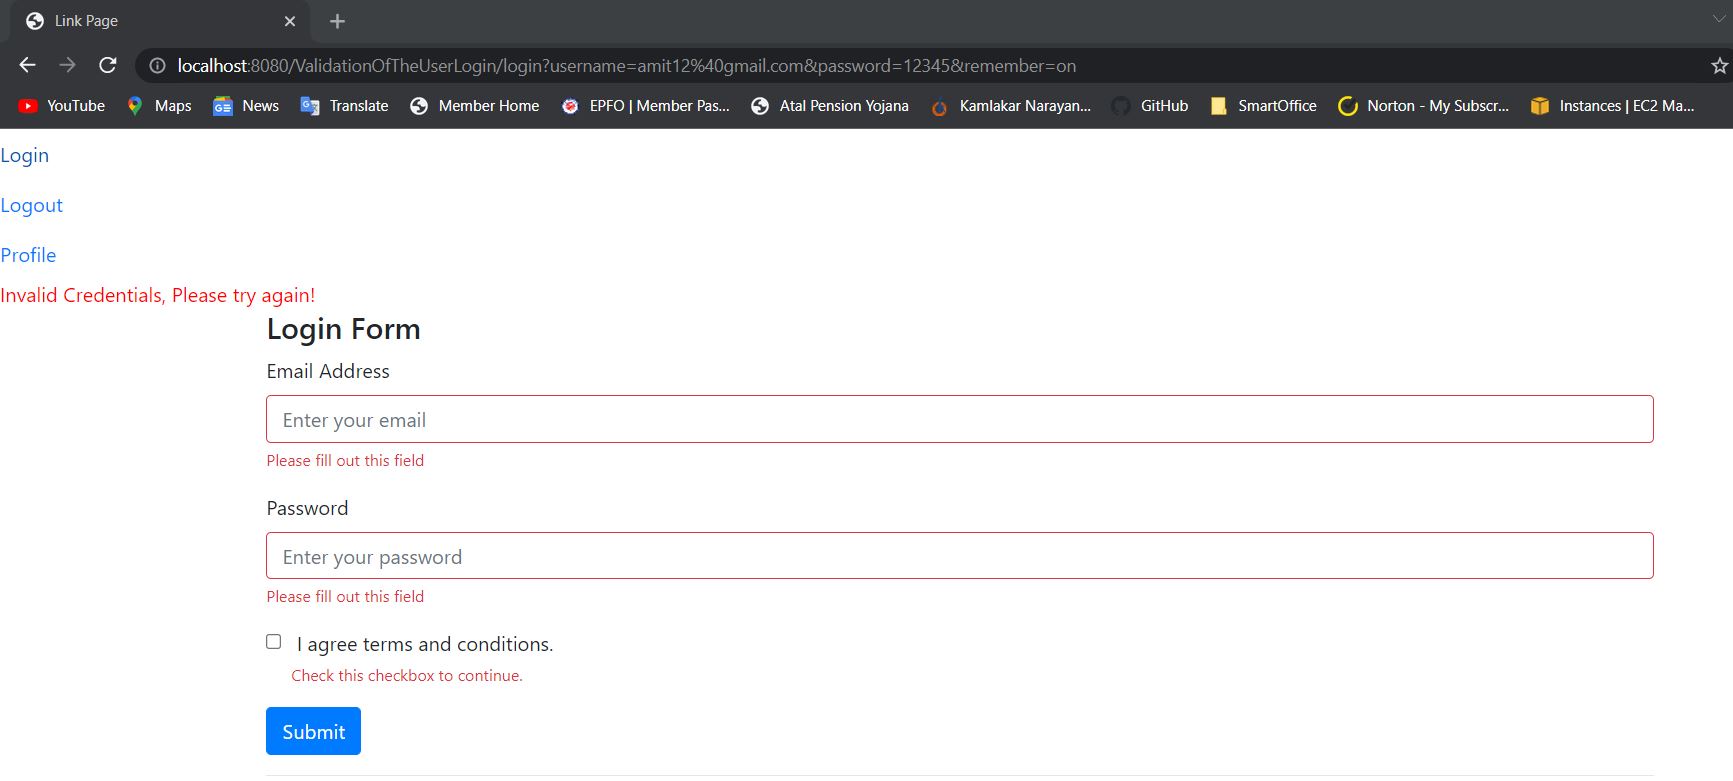 Link Page
localhost:8080/ValidationOfTheUserLogin/login?username=amit12%40gmail.com&password=12345&remember=on
YouTube Maps News Translate Member Home EPFO | Member Pas... Atal Pension Yojana Kamlakar Narayan... GitHub SmartOffice Norton - My Subscr... Instances | EC2 Ma...
Login
Logout
Profile
Invalid Credentials, Please try again!
Login Form
Email Address
Enter your email
Please fill out this field
Password
Enter your password
Please fill out this field
I agree terms and conditions.
Check this checkbox to continue.
Submit